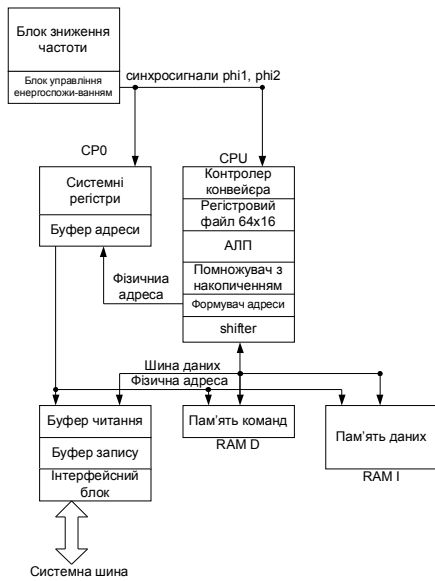 Блок зниження
частоти
Блок управління
енергоспожи-ванням
синхросигнали phi1, phi2
CP0
CPU
Системні
регістри
Буфер адреси
Контролер
конвейєра
Регістровий
файл 64x16
АЛП
Помножувач з
накопиченням
Формувач адреси
shifter
Фізичниа
адреса
Шина даних
Фізична адреса
Буфер читання
Буфер запису
Інтерфейсний
блок
Пам'ять команд
RAM D
Пам'ять даних
RAM I
Системна шина